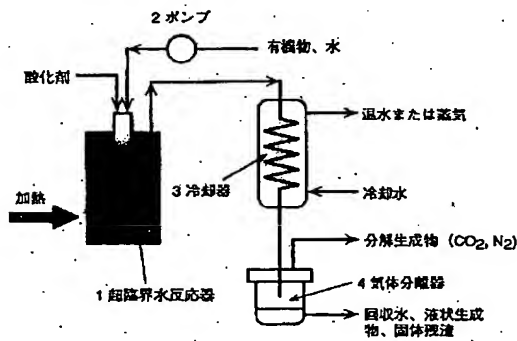 2 ポンプ
有機物、水
酸化剤
温水または蒸気
3 冷却器
冷却水
加熱
分解生成物 (CO2, N2)
4 気体分離器
1 超臨界水反応器
回収水、液状生成
物、固体残渣